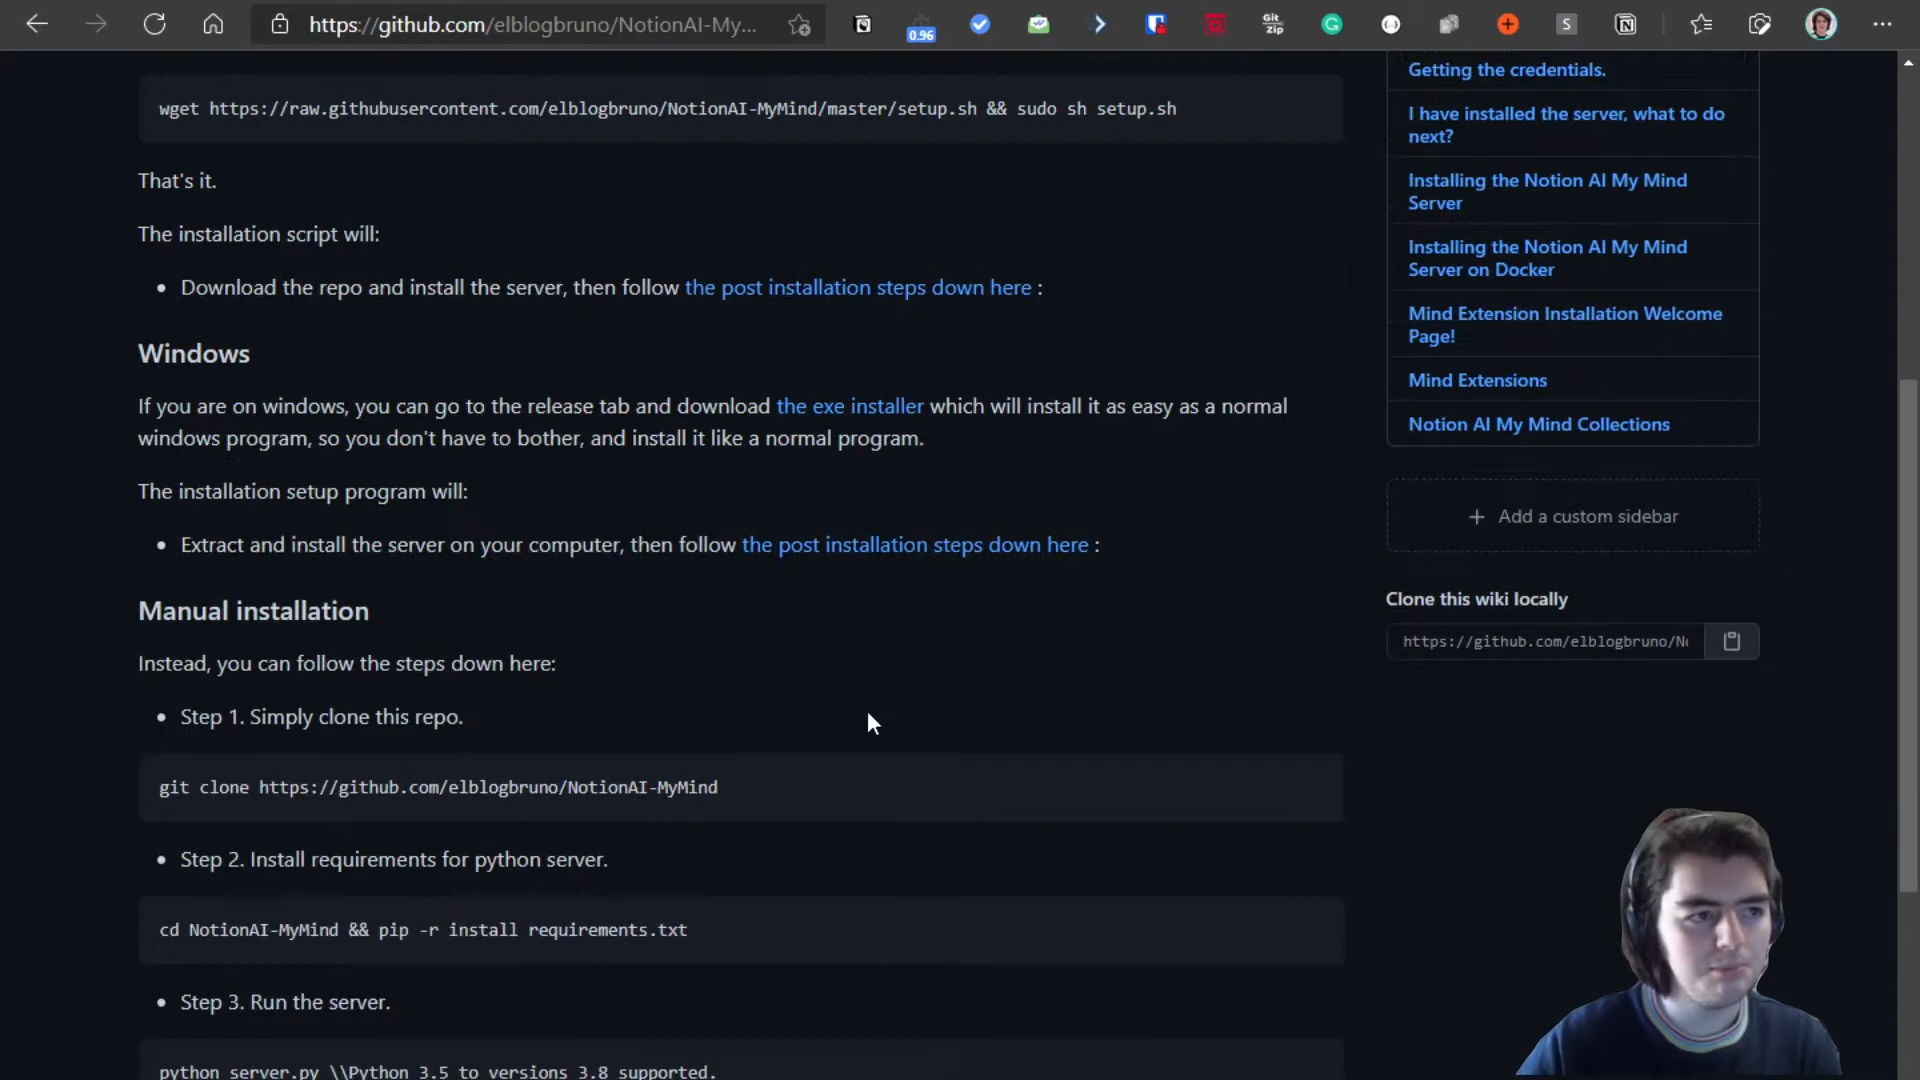 https://github.com/elblogbruno/NotionAI-My...
0.96
Git
zip
G
S
wget https://raw.githubusercontent.com/elblogbruno/NotionAI-MyMind/master/setup.sh && sudo sh setup.sh
That's it.
The installation script will:
Download the repo and install the server, then follow the post installation steps down here :
Windows
If you are on windows, you can go to the release tab and download the exe installer which will install it as easy as a normal
windows program, so you don't have to bother, and install it like a normal program.
The installation setup program will:
Extract and install the server on your computer, then follow the post installation steps down here :
Manual installation
Instead, you can follow the steps down here:
Step 1. Simply clone this repo.
git clone https://github.com/elblogbruno/NotionAI-MyMind
Step 2. Install requirements for python server.
cd NotionAI-MyMind && pip -r install requirements.txt
Step 3. Run the server.
python server.py \\Python 3.5 to versions 3.8 supported.
Getting the credentials.
I have installed the server, what to do
next?
Installing the Notion AI My Mind
Server
Installing the Notion AI My Mind
Server on Docker
Mind Extension Installation Welcome
Page!
Mind Extensions
Notion AI My Mind Collections
Add a custom sidebar
Clone this wiki locally
https://github.com/elblogbruno/No